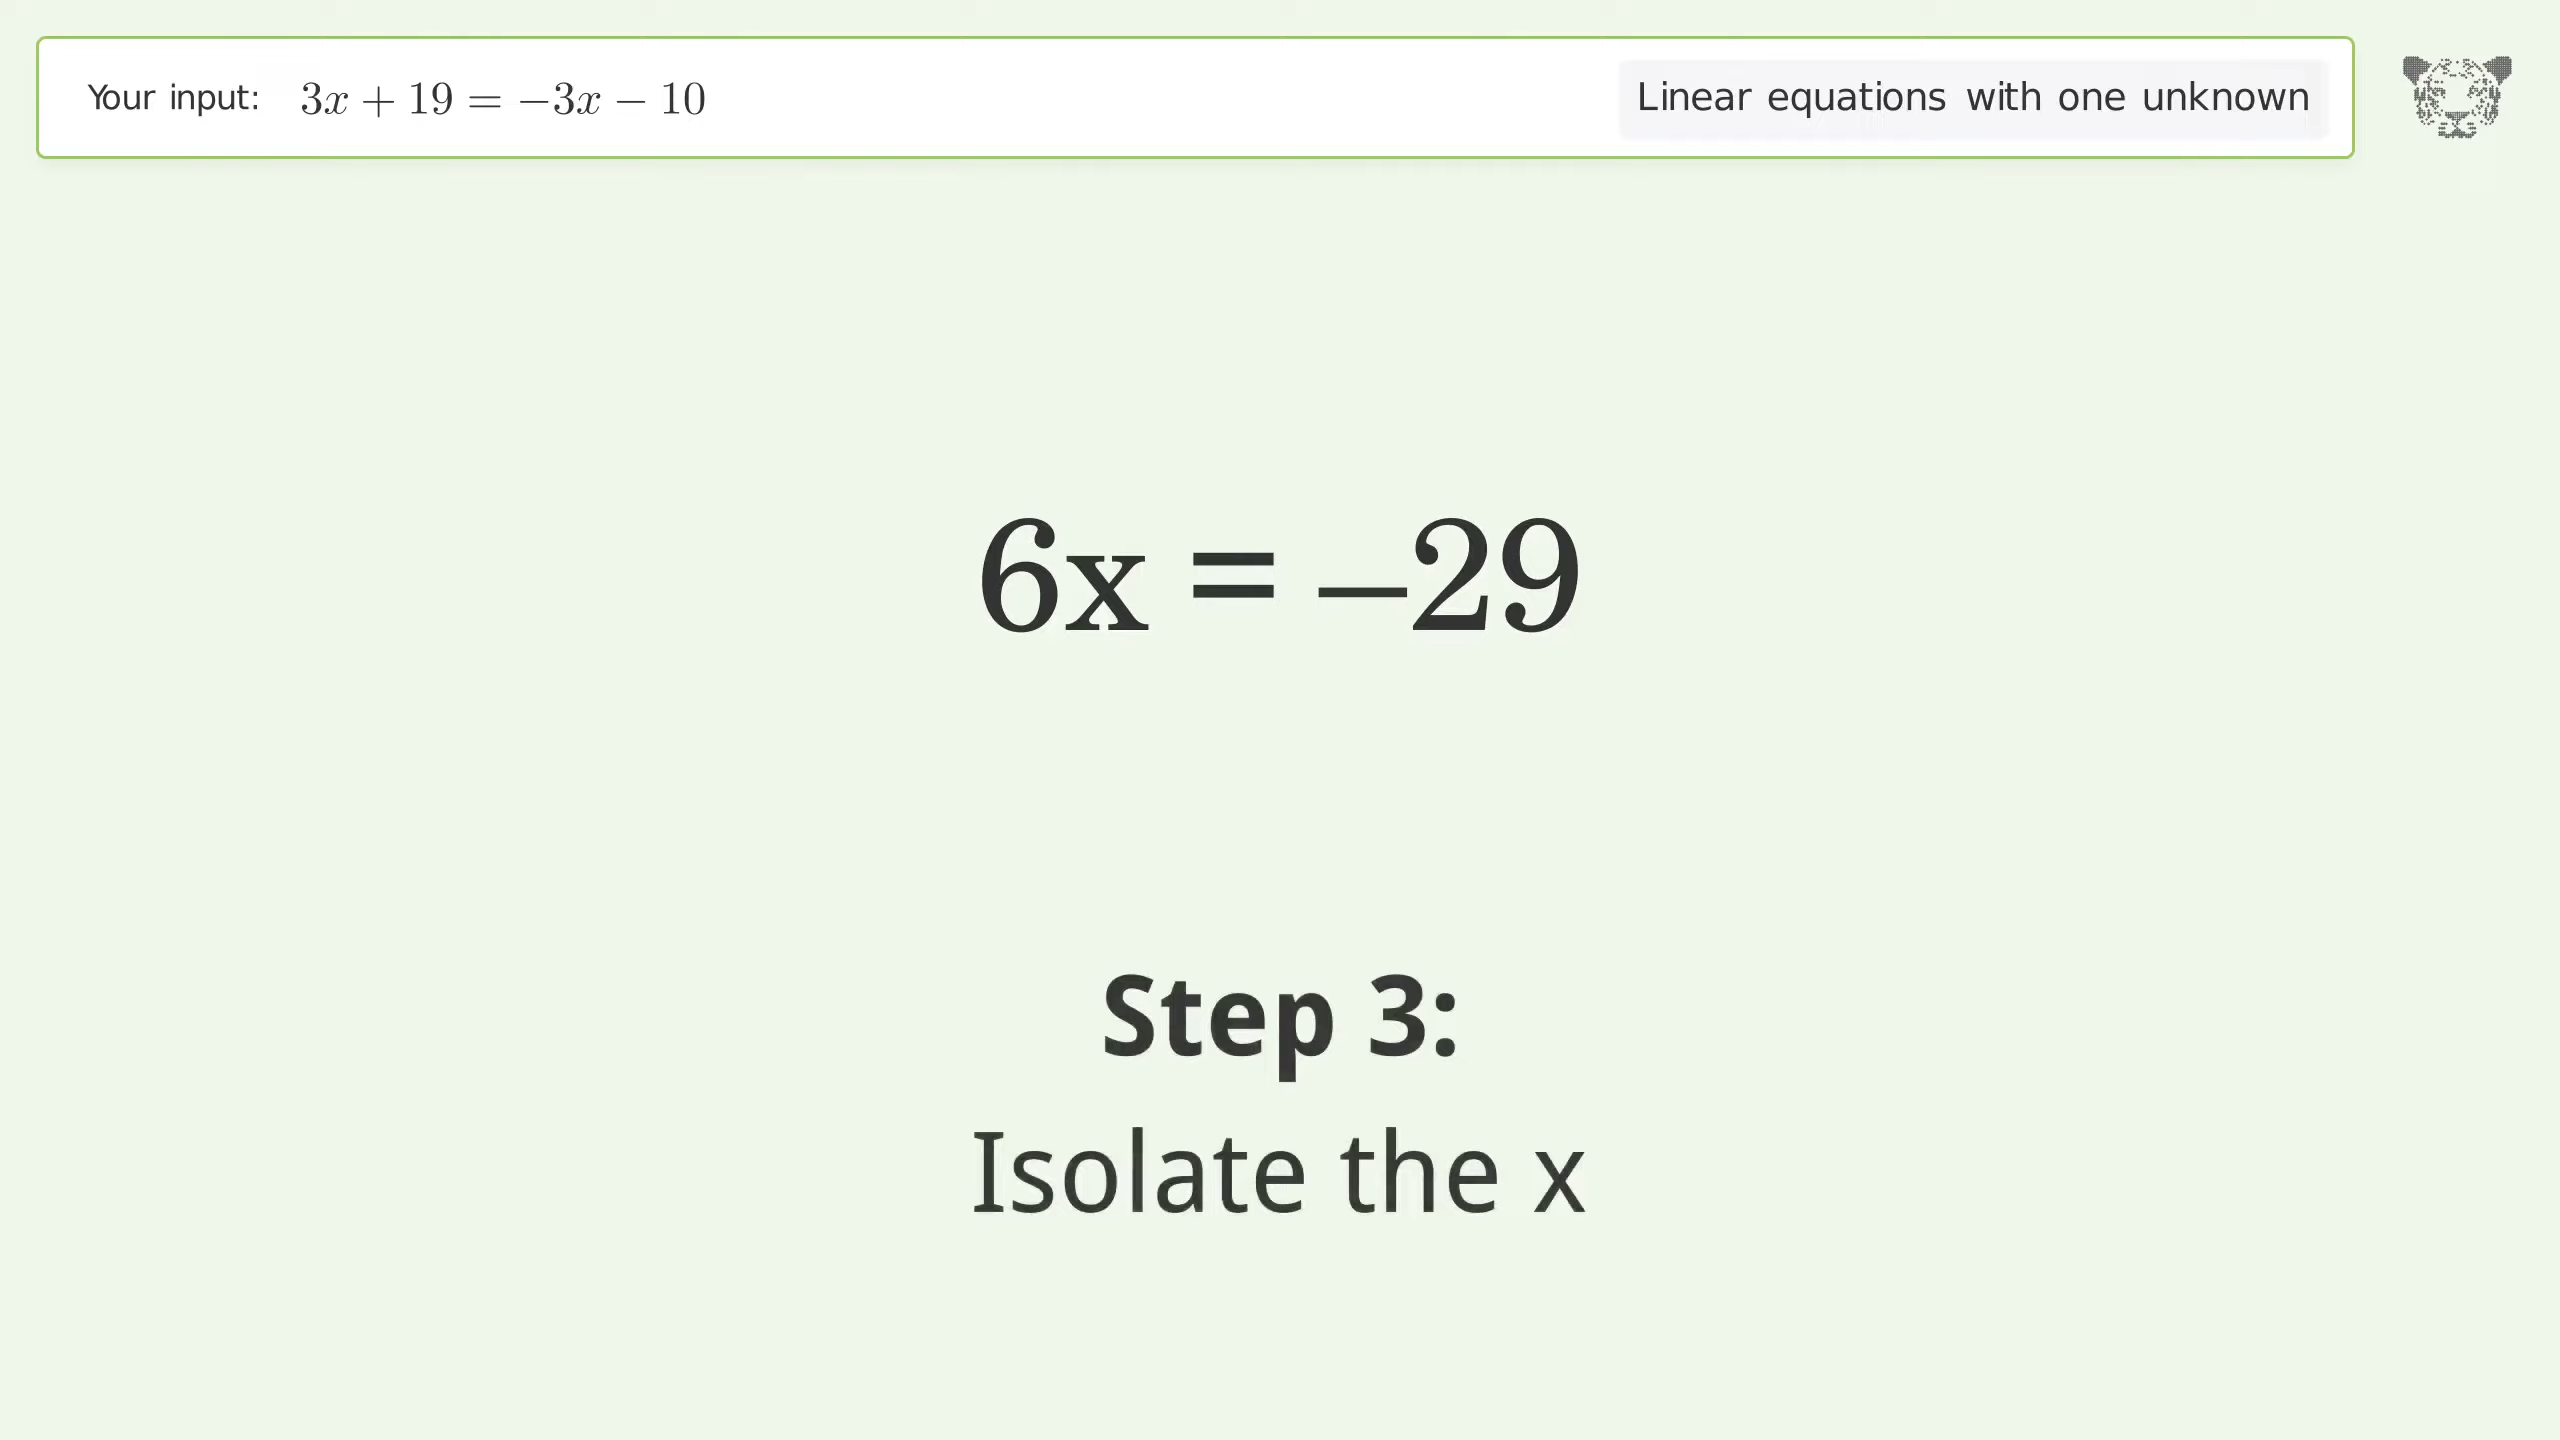 Your input: 3x + 19 = −3x − 10
Linear equations with one unknown
6x = –29
Step 3:
Isolate the x